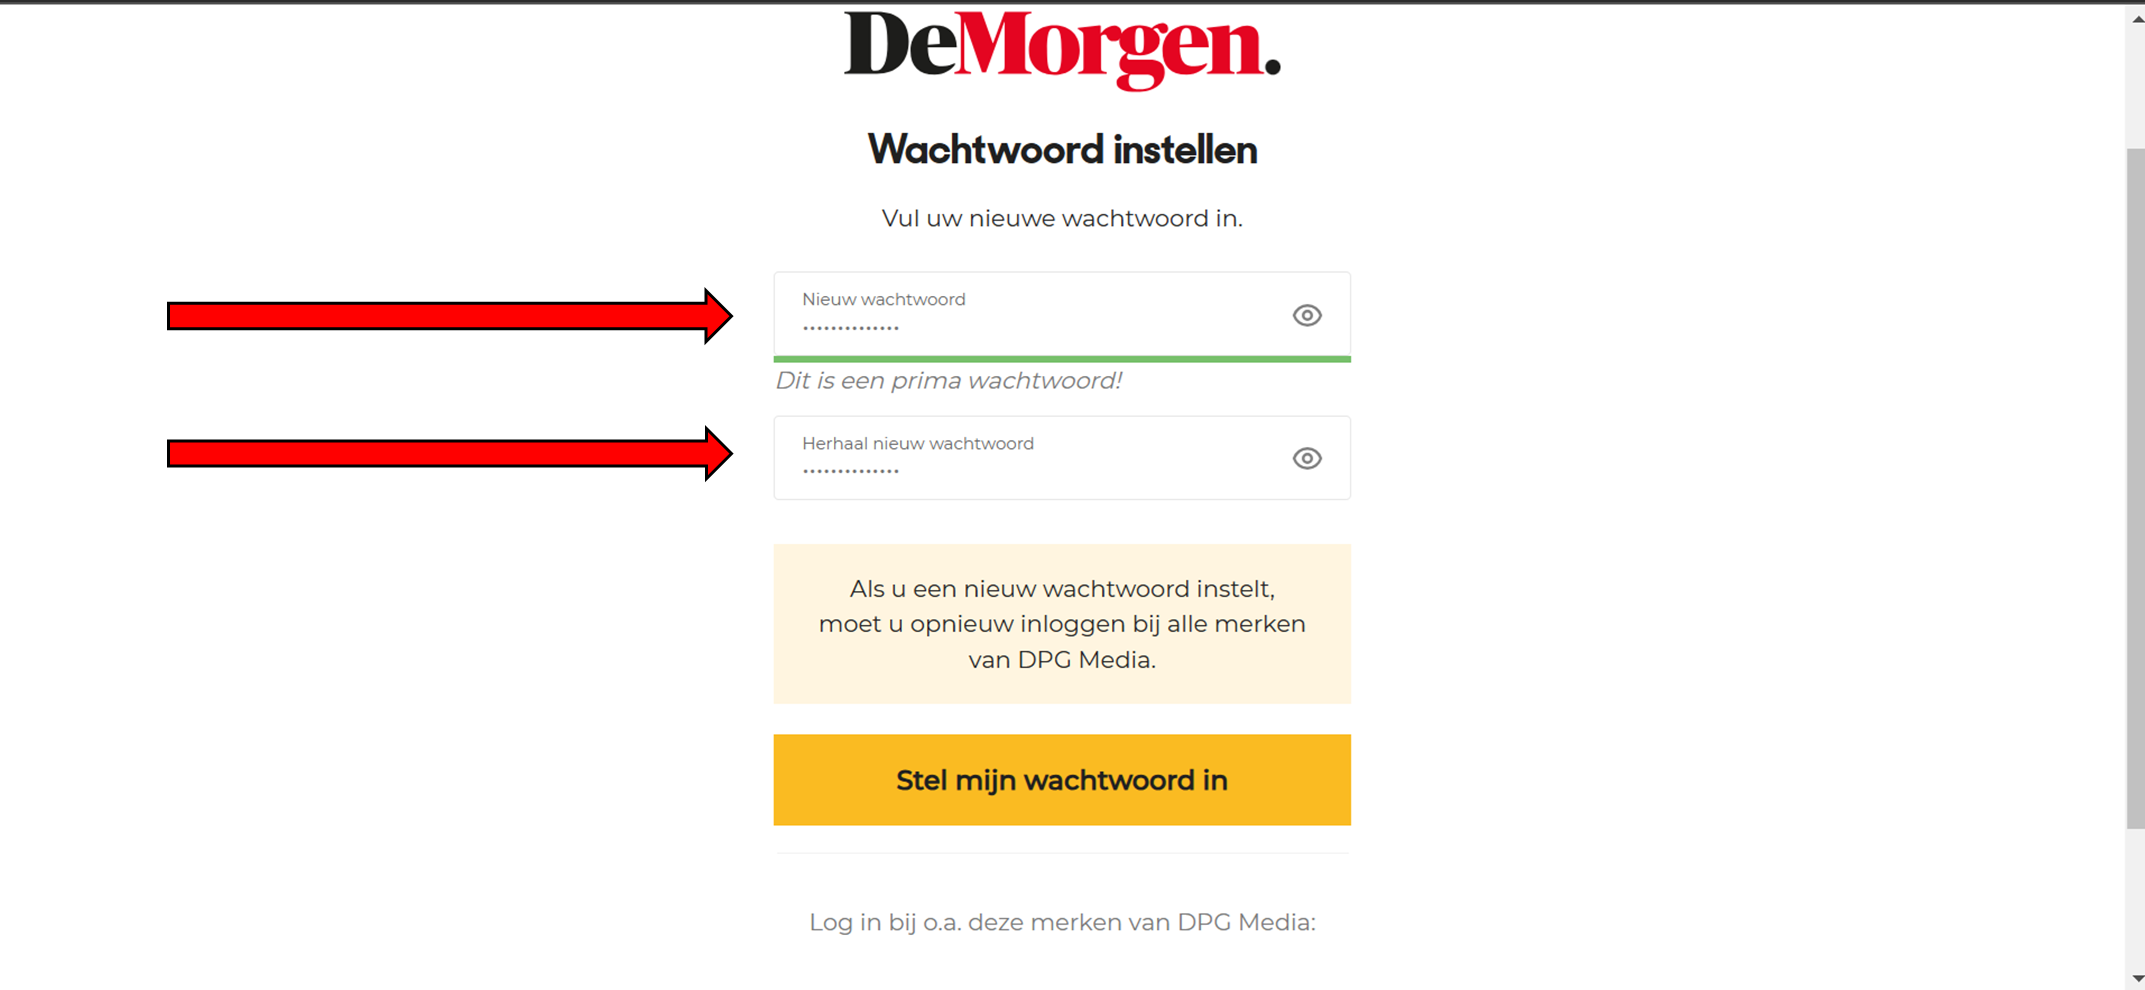 DeMorgen.
Wachtwoord instellen
Vul uw nieuwe wachtwoord in.
Nieuw wachtwoord
••••••••••••••
Dit is een prima wachtwoord!
Herhaal nieuw wachtwoord
••••••••••••••
Als u een nieuw wachtwoord instelt,
moet u opnieuw inloggen bij alle merken
van DPG Media.
Stel mijn wachtwoord in
Log in bij o.a. deze merken van DPG Media: